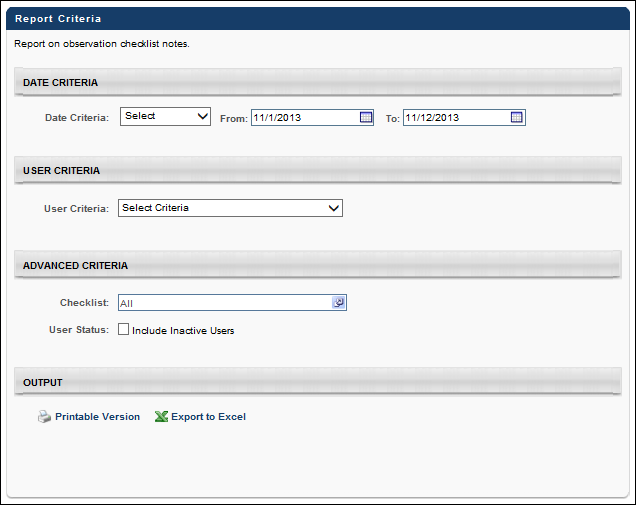 Report Criteria
Report on observation checklist notes.
DATE CRITERIA
Date Criteria: Select From: 11/1/2013 To: 11/12/2013
USER CRITERIA
User Criteria: Select Criteria
ADVANCED CRITERIA
Checklist: All
User Status: Include Inactive Users
OUTPUT
Printable Version Export to Excel